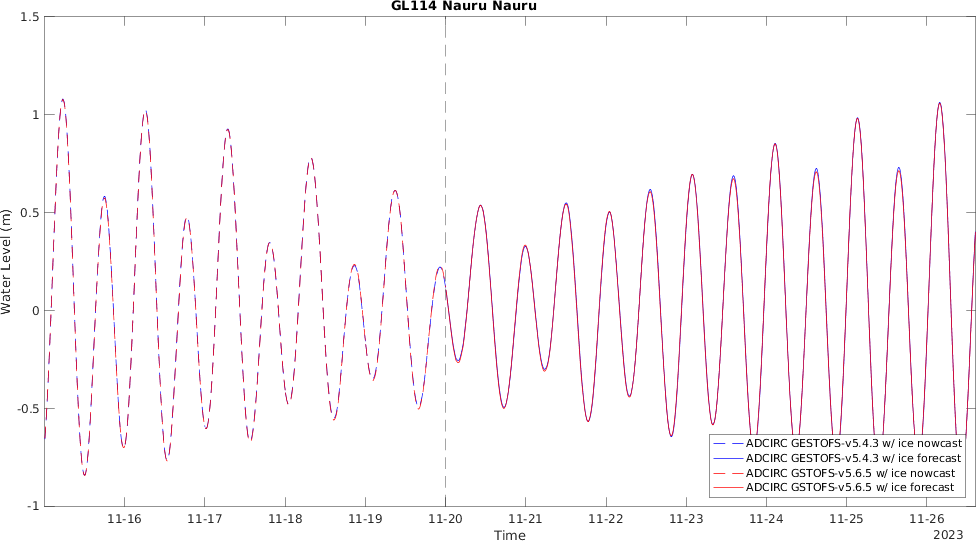 GL114 Nauru Nauru
1.5
1
0.5
0
-0.5
-1
Water Level (m)
ADCIRC GESTOFS-v5.4.3 w/ ice nowcast
ADCIRC GESTOFS-v5.4.3 w/ ice forecast
ADCIRC GSTOFS-v5.6.5 w/ ice nowcast
ADCIRC GSTOFS-v5.6.5 w/ ice forecast
11-16 11-17 11-18 11-19 11-20 11-21 11-22 11-23 11-24 11-25 11-26
Time
2023